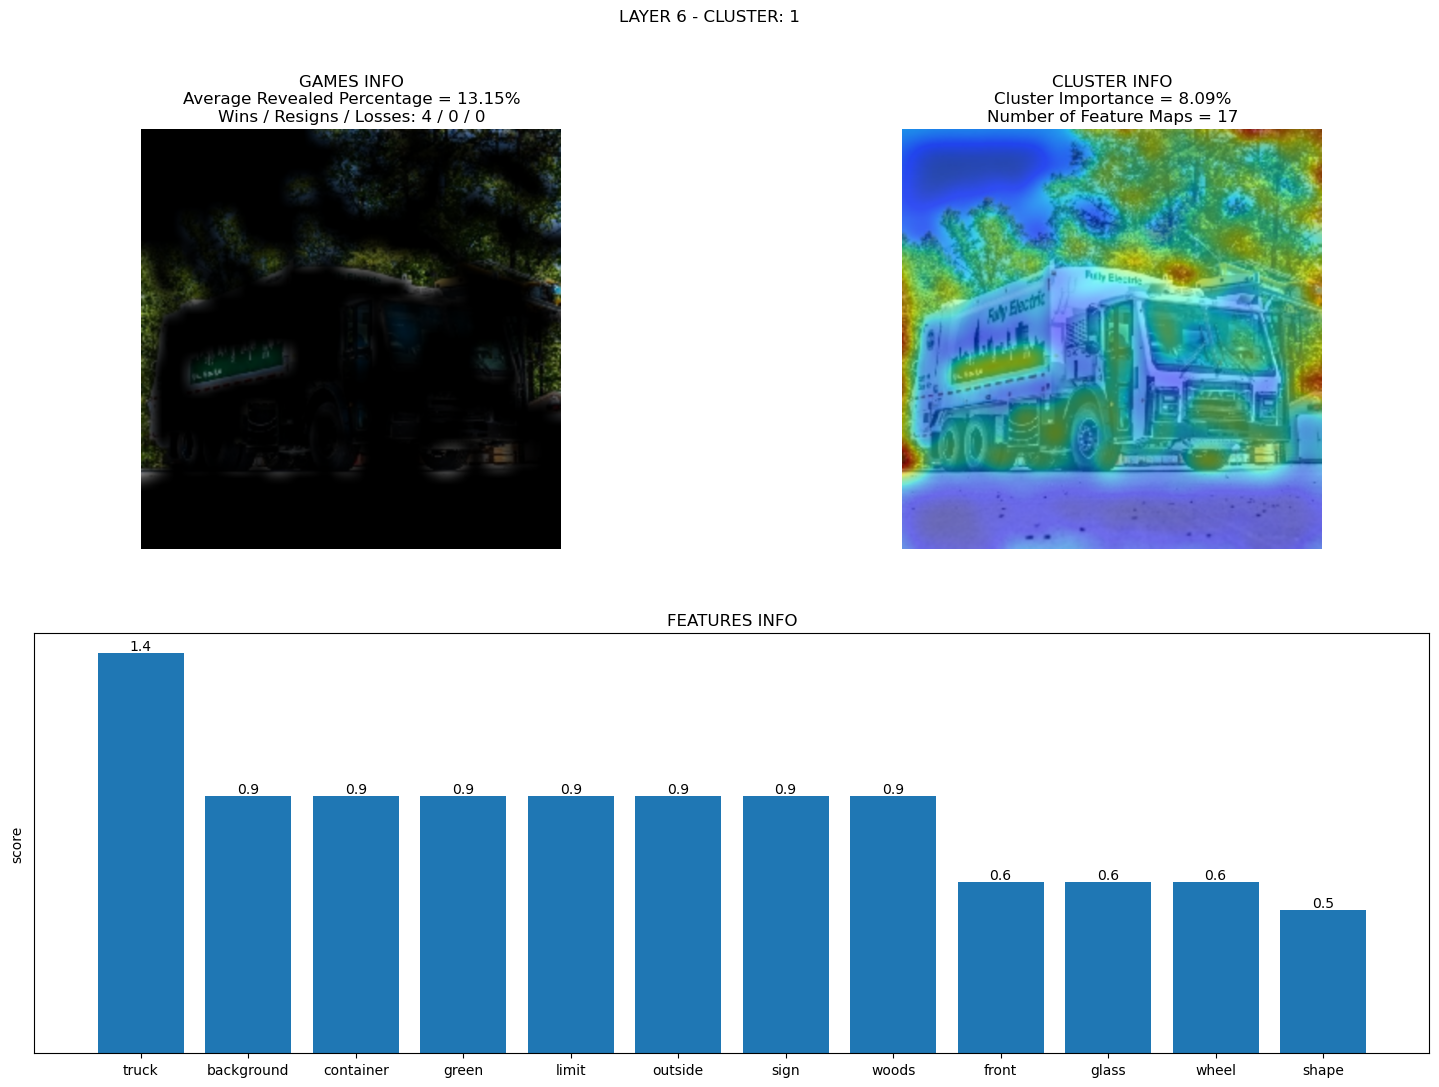 LAYER 6 - CLUSTER: 1
GAMES INFO
Average Revealed Percentage = 13.15%
Wins / Resigns / Losses: 4 / 0 / 0
CLUSTER INFO
Cluster Importance = 8.09%
Number of Feature Maps = 17
Fully Electric
Fully Electric
FEATURES INFO
score
1.4
0.9
0.9
0.9
0.9
0.9
0.9
0.9
0.6
0.6
0.6
0.5
truck
background
container
green
limit
outside
sign
woods
front
glass
wheel
shape